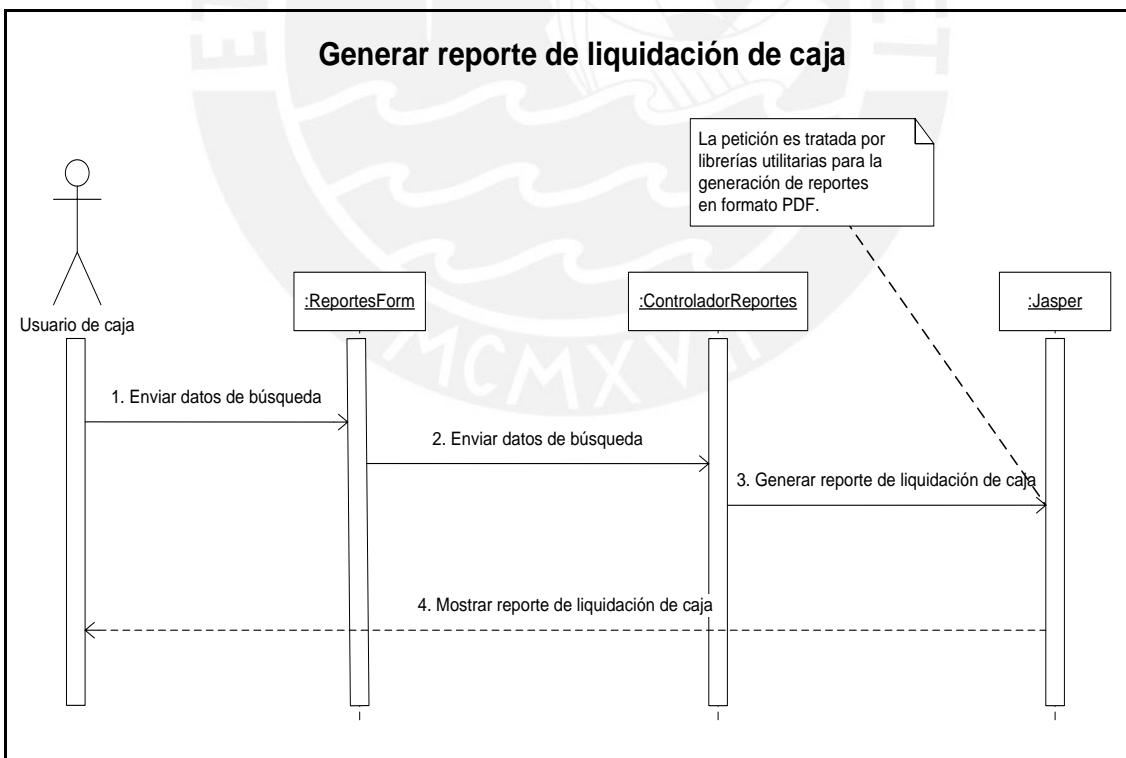 Generar reporte de liquidación de caja
La petición es tratada por
librerías utilitarias para la
generación de reportes
en formato PDF.
Usuario de caja
:ReportesForm
:ControladorReportes
:Jasper
1. Enviar datos de búsqueda
2. Enviar datos de búsqueda
3. Generar reporte de liquidación de caja
4. Mostrar reporte de liquidación de caja